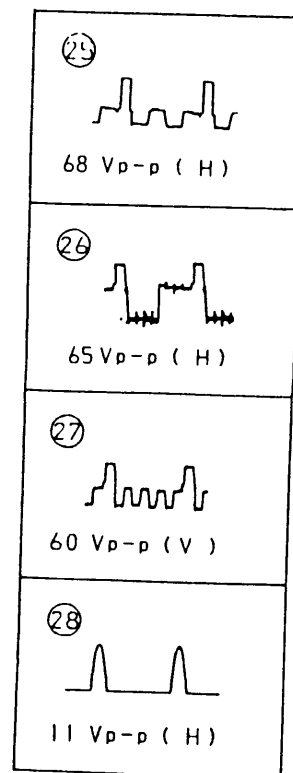 25
68 Vp-p ( H )
26
65 Vp-p ( H )
27
60 Vp-p ( V )
28
11 Vp-p ( H )